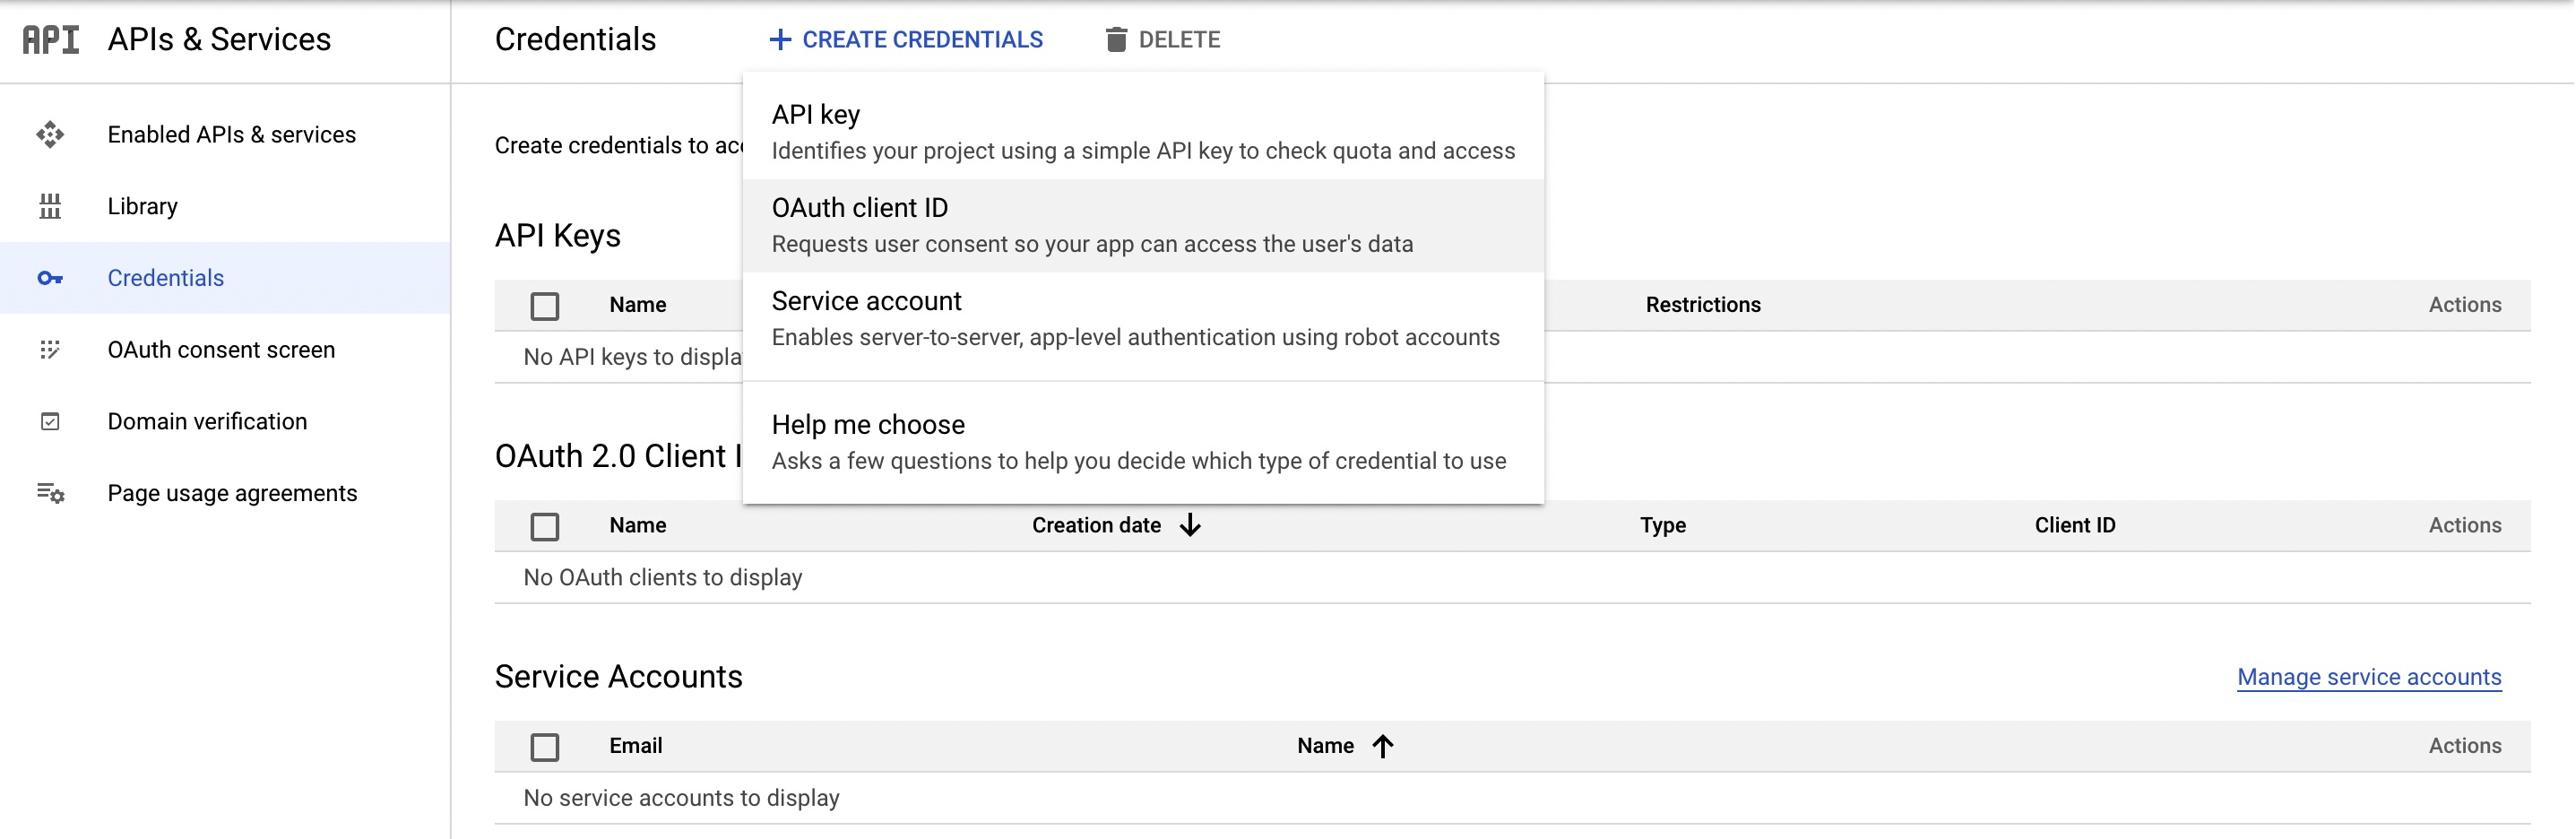 API APIs & Services
Credentials
+ CREATE CREDENTIALS
DELETE
Enabled APIs & services
Library
Credentials
OAuth consent screen
Domain verification
Page usage agreements
Create credentials to acc
API key
Identifies your project using a simple API key to check quota and access
OAuth client ID
Requests user consent so your app can access the user's data
Service account
Enables server-to-server, app-level authentication using robot accounts
Help me choose
Asks a few questions to help you decide which type of credential to use
API Keys
Name Restrictions Actions
No API keys to displa
OAuth 2.0 Client I
Name Creation date Type Client ID Actions
No OAuth clients to display
Service Accounts
Manage service accounts
Email Name Actions
No service accounts to display